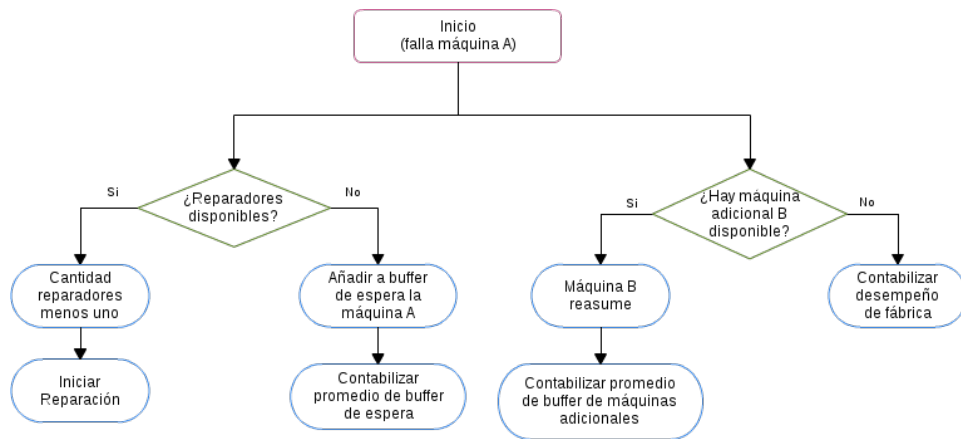 Inicio
(falla máquina A)
Si
¿Reparadores
disponibles?
No
Si
¿Hay máquina
adicional B
disponible?
No
Cantidad
reparadores
menos uno
Añadir a buffer
de espera la
máquina A
Máquina B
reasume
Contabilizar
desempeño
de fábrica
Iniciar
Reparación
Contabilizar
promedio de buffer
de espera
Contabilizar promedio
de buffer de máquinas
adicionales